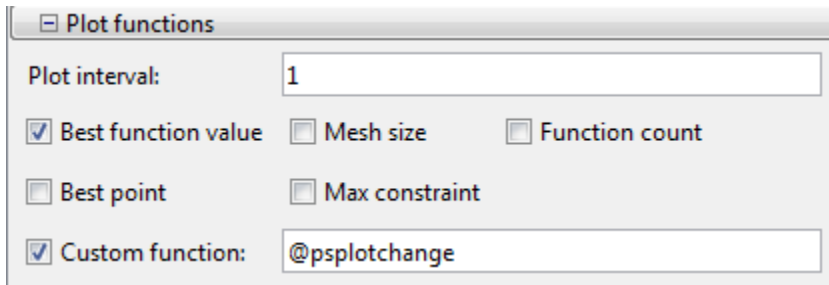 Plot functions
Plot interval: 1
Best function value Mesh size Function count
Best point Max constraint
Custom function: @psplotchange